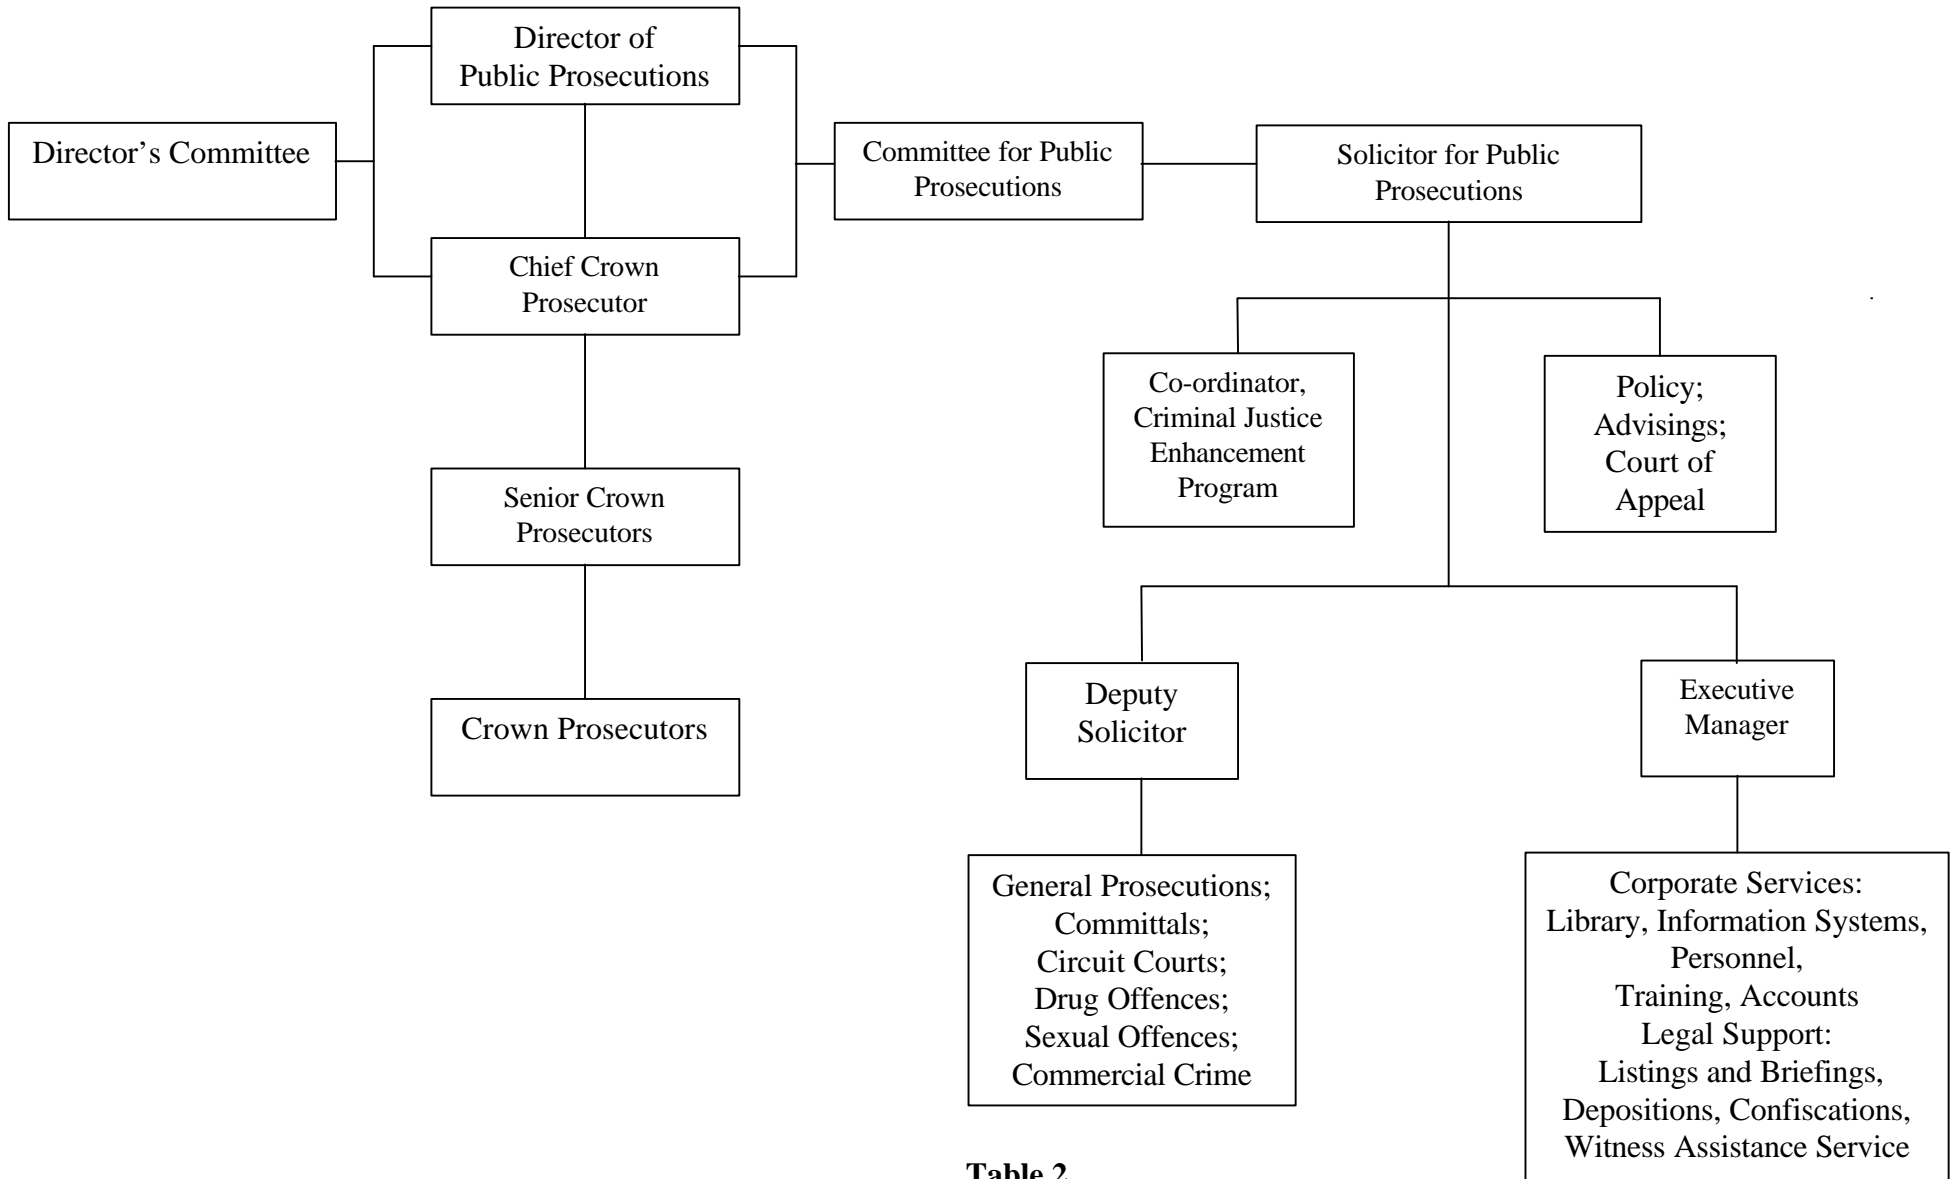 Director of
Public Prosecutions
Director’s Committee
Committee for Public
Prosecutions
Solicitor for Public
Prosecutions
Chief Crown
Prosecutor
Co-ordinator,
Criminal Justice
Enhancement
Program
Policy;
Advisings;
Court of
Appeal
Senior Crown
Prosecutors
Crown Prosecutors
Deputy
Solicitor
Executive
Manager
General Prosecutions;
Committals;
Circuit Courts;
Drug Offences;
Sexual Offences;
Commercial Crime
Corporate Services:
Library, Information Systems,
Personnel,
Training, Accounts
Legal Support:
Listings and Briefings,
Depositions, Confiscations,
Witness Assistance Service
Table 2